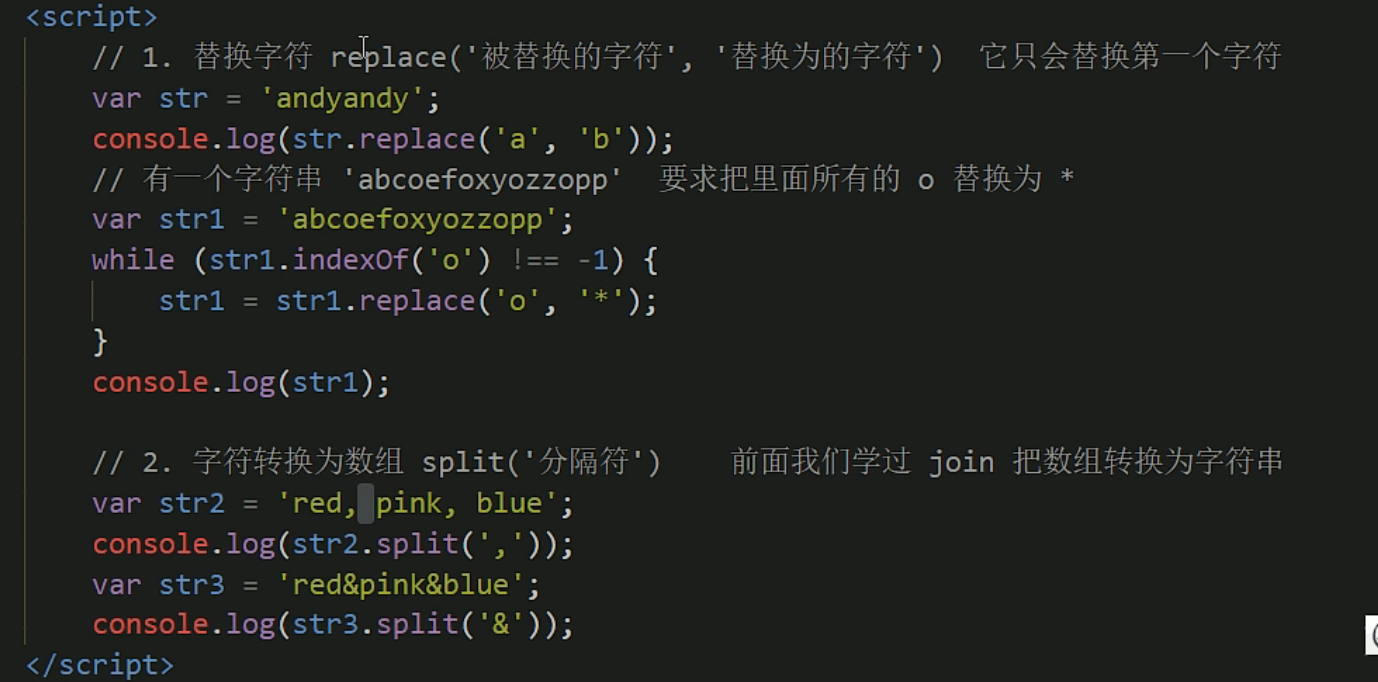 <script>
// 1. 替换字符 replace('被替换的字符', '替换为的字符')  它只会替换第一个字符
var str = 'andyandy';
console.log(str.replace('a', 'b'));
// 有一个字符串 'abcoefoxyozzopp'  要求把里面所有的 o 替换为 *
var str1 = 'abcoefoxyozzopp';
while (str1.indexOf('o') !== -1) {
str1 = str1.replace('o', '*');
}
console.log(str1);
// 2. 字符转换为数组 split('分隔符')    前面我们学过 join 把数组转换为字符串
var str2 = 'red, pink, blue';
console.log(str2.split(','));
var str3 = 'red&pink&blue';
console.log(str3.split('&'));
</script>